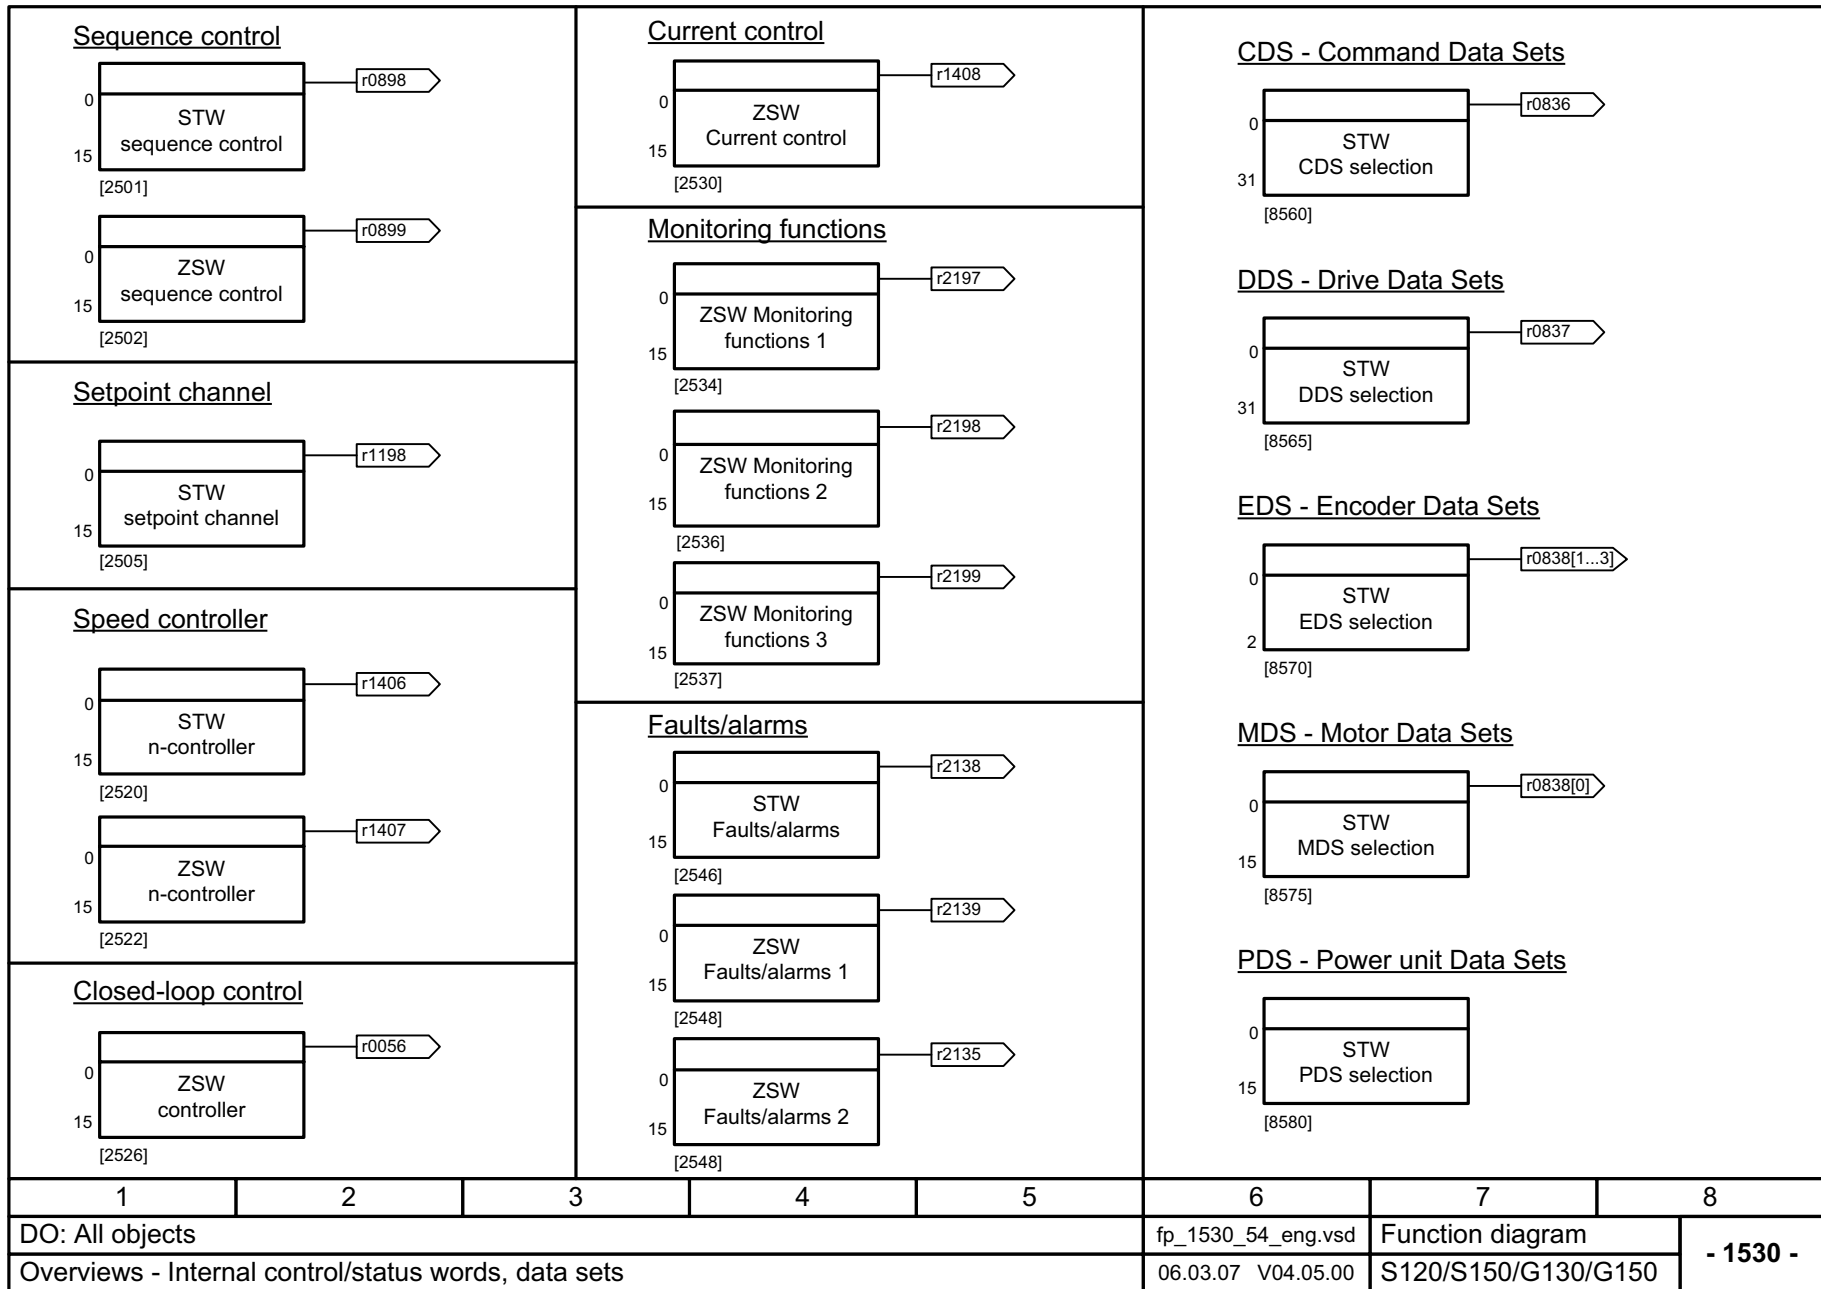 Sequence control
r0898
0
STW
sequence control
15
[2501]
r0899
0
ZSW
sequence control
15
[2502]
Setpoint channel
r1198
0
STW
setpoint channel
15
[2505]
Speed controller
r1406
0
STW
n-controller
15
[2520]
r1407
0
ZSW
n-controller
15
[2522]
Closed-loop control
r0056
0
ZSW
controller
15
[2526]
Current control
r1408
0
ZSW
Current control
15
[2530]
Monitoring functions
r2197
0
ZSW Monitoring
functions 1
15
[2534]
r2198
0
ZSW Monitoring
functions 2
15
[2536]
r2199
0
ZSW Monitoring
functions 3
15
[2537]
Faults/alarms
r2138
0
STW
Faults/alarms
15
[2546]
r2139
0
ZSW
Faults/alarms 1
15
[2548]
r2135
0
ZSW
Faults/alarms 2
15
[2548]
CDS - Command Data Sets
r0836
0
STW
CDS selection
31
[8560]
DDS - Drive Data Sets
r0837
0
STW
DDS selection
31
[8565]
EDS - Encoder Data Sets
r0838[1...3]
0
STW
EDS selection
2
[8570]
MDS - Motor Data Sets
r0838[0]
0
STW
MDS selection
15
[8575]
PDS - Power unit Data Sets
0
STW
PDS selection
15
[8580]
1 2 3 4 5 6 7 8
DO: All objects
fp_1530_54_eng.vsd Function diagram
- 1530 -
Overviews - Internal control/status words, data sets
06.03.07 V04.05.00 S120/S150/G130/G150